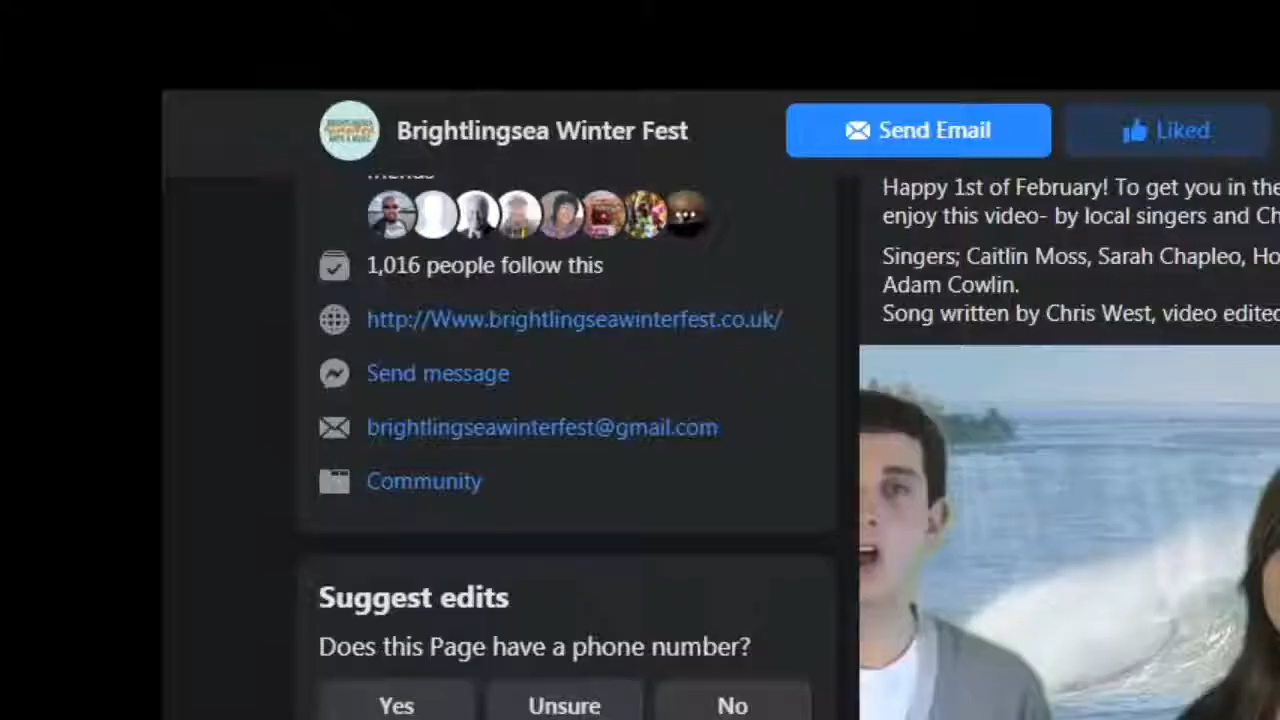 Brightlingsea Winter Fest
Send Email
Liked
1,016 people follow this
http://Www.brightlingseawinterfest.co.uk/
Send message
brightlingseawinterfest@gmail.com
Community
Suggest edits
Does this Page have a phone number?
Yes
Unsure
No
Happy 1st of February! To get you in the
enjoy this video- by local singers and
Singers; Caitlin Moss, Sarah Chapleo,
Adam Cowlin.
Song written by Chris West, video edited